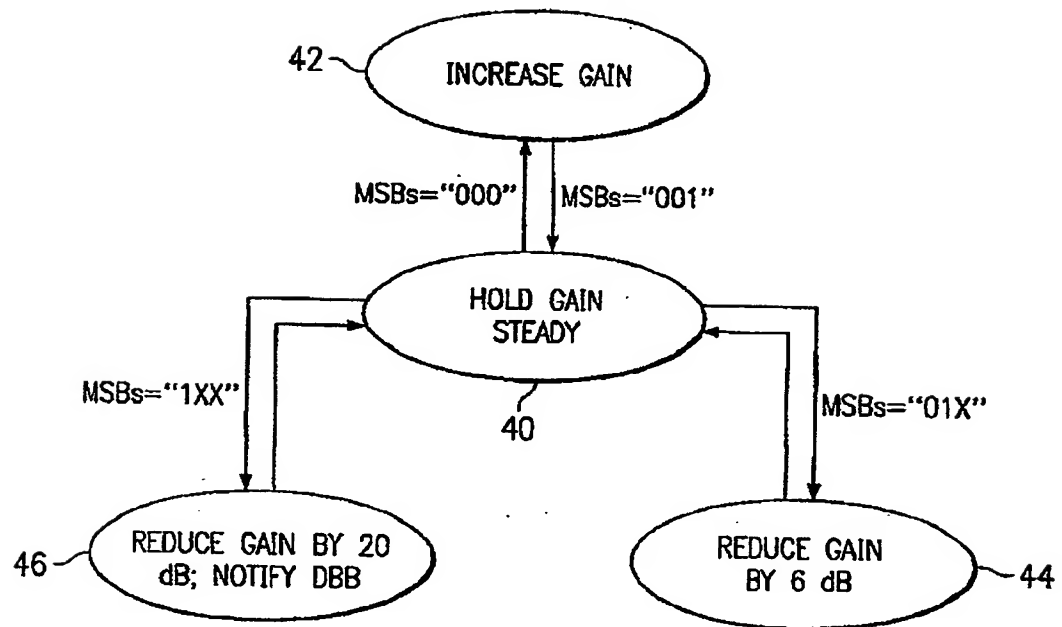 42
INCREASE GAIN
MSBs="000"
MSBs="001"
HOLD GAIN
STEADY
40
MSBs="1XX"
MSBs="01X"
46
REDUCE GAIN BY 20
dB; NOTIFY DBB
REDUCE GAIN
BY 6 dB
44